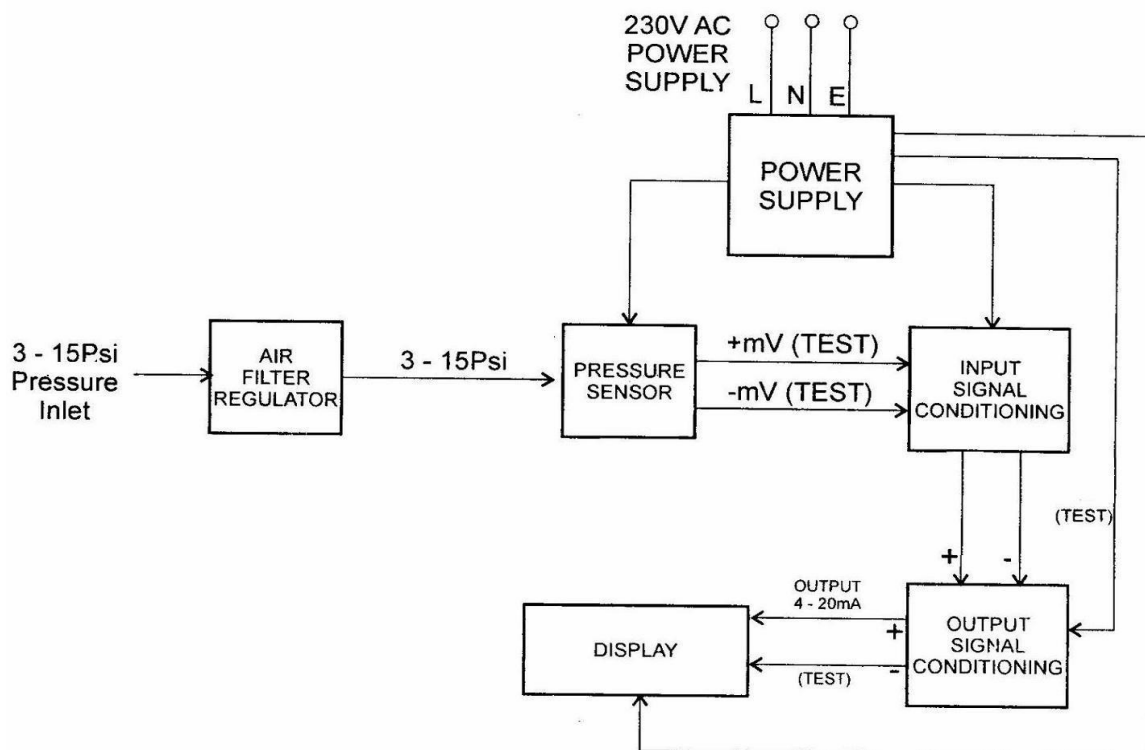 230V AC
POWER
SUPPLY
L N E
POWER
SUPPLY
3 - 15Psi
Pressure
Inlet
AIR
FILTER
REGULATOR
3 - 15Psi
PRESSURE
SENSOR
+mV (TEST)
-mV (TEST)
INPUT
SIGNAL
CONDITIONING
(TEST)
+ -
OUTPUT
4 - 20mA
+
-
(TEST)
DISPLAY
OUTPUT
SIGNAL
CONDITIONING